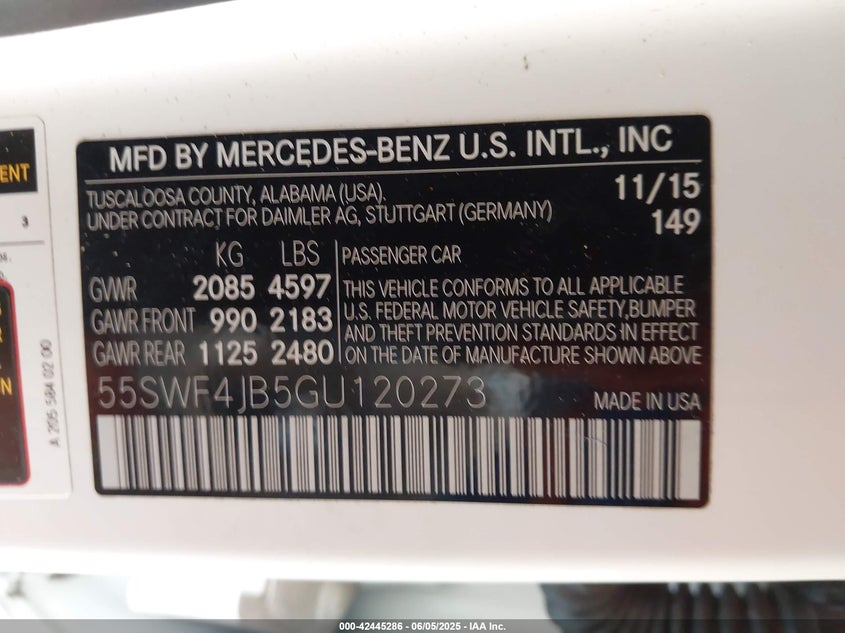 MFD BY MERCEDES-BENZ U.S. INTL., INC
TUSCALOOSA COUNTY, ALABAMA (USA). 11/15
UNDER CONTRACT FOR DAIMLER AG, STUTTGART (GERMANY) 149
KG LBS PASSENGER CAR
GVWR 2085 4597 THIS VEHICLE CONFORMS TO ALL APPLICABLE
U.S. FEDERAL MOTOR VEHICLE SAFETY,BUMPER
GAWR FRONT 990 2183 AND THEFT PREVENTION STANDARDS IN EFFECT
GAWR REAR 1125 2480 ON THE DATE OF MANUFACTURE SHOWN ABOVE
55SWF4JB5GU120273 MADE IN USA
ENT
3
A 205 584 02 00
000-42445286 - 06/05/2025 - IAA Inc.